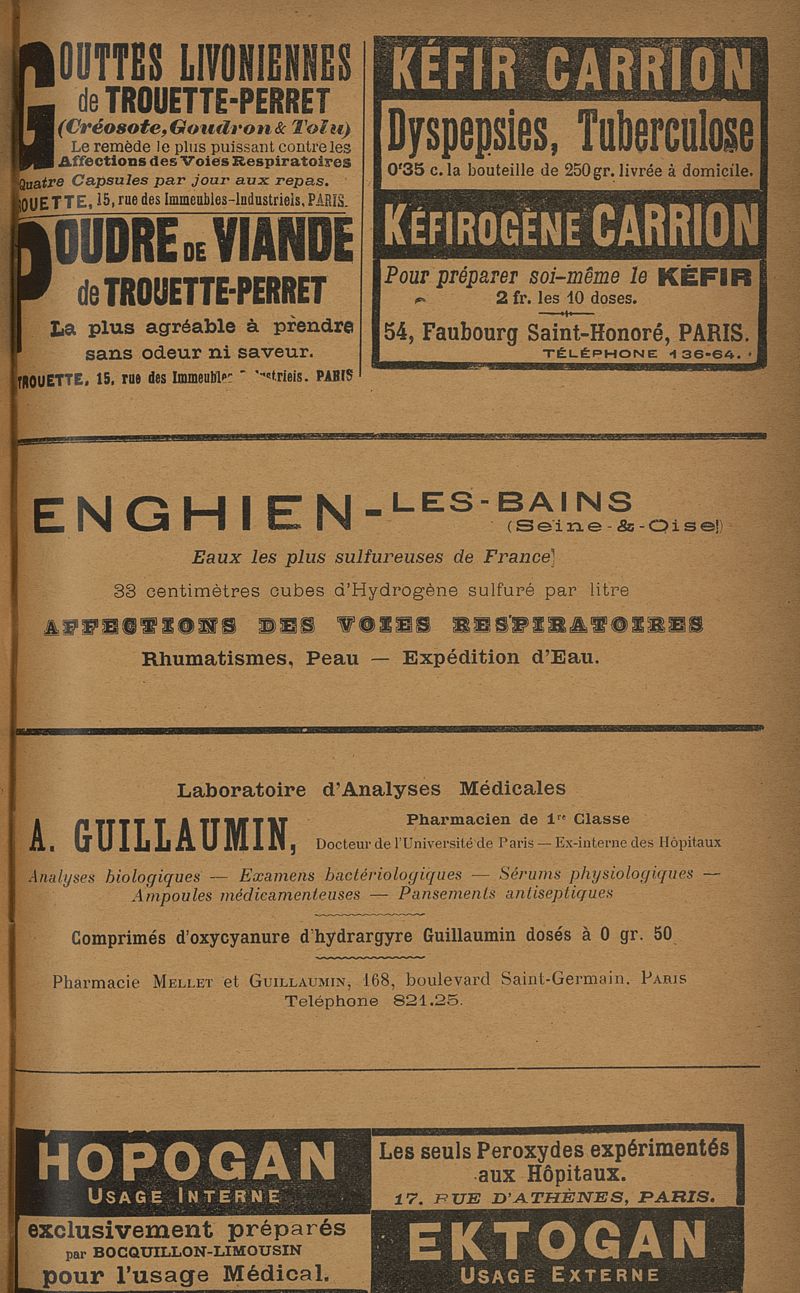 GOUTTES LIVONIENNES
de TROUETTE-PERRET
(Créosote, Goudron & Tolu)
Le remède le plus puissant contre les
Affections des Voies Respiratoires
Quatre Capsules par jour aux repas.
TROUETTE, 15, rue des Immeubles-Industriels, PARIS.
POUDRE DE VIANDE
de TROUETTE-PERRET
La plus agréable à prendre
sans odeur ni saveur.
TROUETTE, 15, rue des PARIS
KÉFIR CARRION
Dyspepsies, Tuberculose
0f35 c. la bouteille de 250 gr. livrée à domicile.
KÉFIROGÈNE CARRION
Pour préparer soi-même le KÉFIR
2 fr. les 10 doses.
54, Faubourg Saint-Honoré, PARIS.
TÉLÉPHONE 136-64.
ENGHIEN-LES-BAINS
(Seine-&-Oise)
Eaux les plus sulfureuses de France
33 centimètres cubes d'Hydrogène sulfuré par litre
AFFECTIONS DES VOIES RESPIRATOIRES
Rhumatismes, Peau — Expédition d'Eau.
Laboratoire d'Analyses Médicales
A. GUILLAUMIN,
Pharmacien de 1re Classe
Docteur de l'Université de Paris — Ex-interne des Hôpitaux
Analyses biologiques — Examens bactériologiques — Sérums physiologiques —
Ampoules médicamenteuses — Pansements antiseptiques
Comprimés d'oxycyanure d'hydrargyre Guillaumin dosés à 0 gr. 50
Pharmacie MELLET et GUILLAUMIN, 168, boulevard Saint-Germain. PARIS
Teléphone 821.25.
HOPOGAN
USAGE INTERNE
exclusivement préparés
par BOCQUILLON-LIMOUSIN
pour l'usage Médical.
Les seuls Peroxydes expérimentés
aux Hôpitaux.
17. RUE D'ATHÈNES, PARIS.
EKTOGAN
USAGE EXTERNE